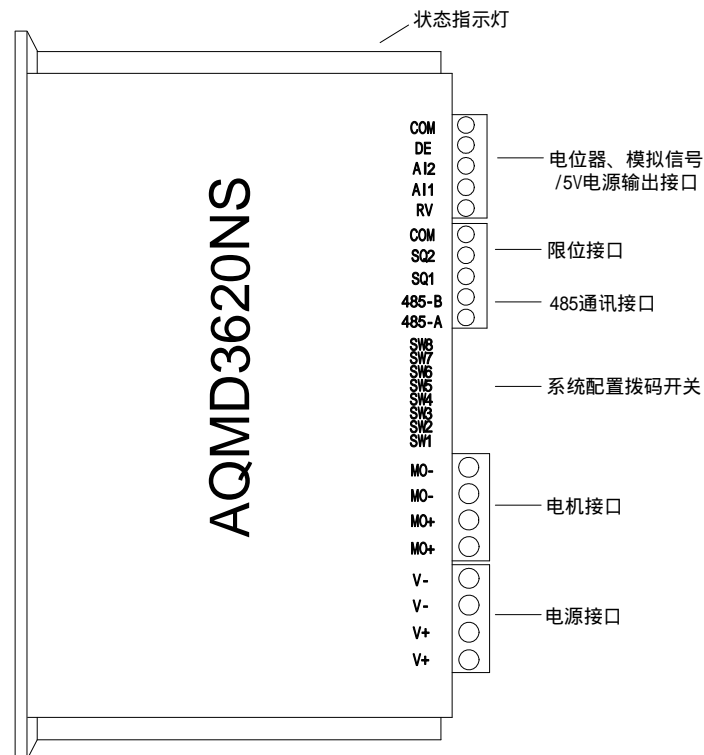 状态指示灯
COM
DE
AI2
AI1
RV
电位器、模拟信号
/5V电源输出接口
COM
SQ2
SQ1
限位接口
485-B
485-A
485通讯接口
SW8
SW7
SW6
SW5
SW4
SW3
SW2
SW1
系统配置拨码开关
MO-
MO-
MO+
MO+
电机接口
V-
V-
V+
V+
电源接口
AQMD3620NS